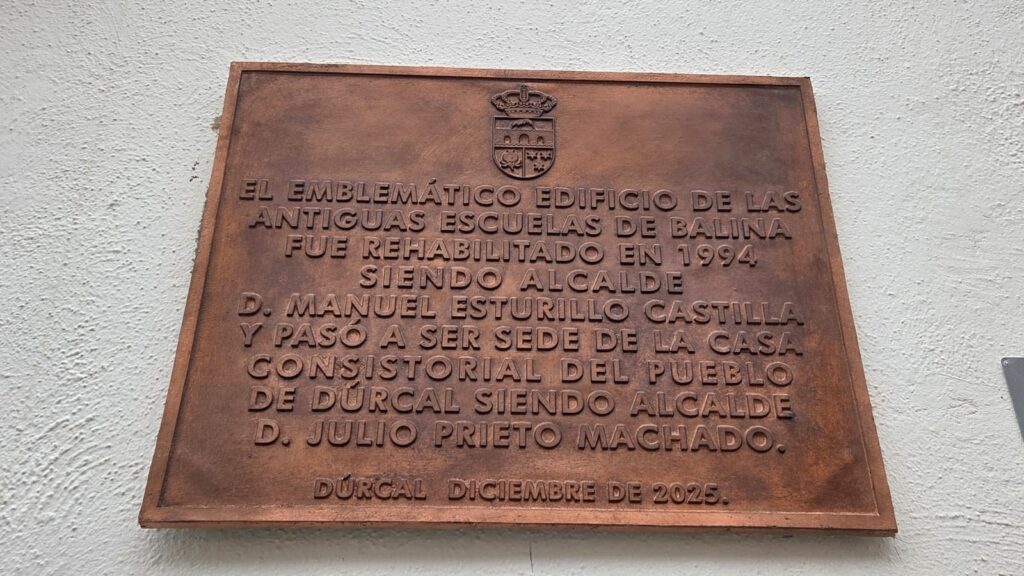 EL EMBLEMÁTICO EDIFICIO DE LAS
ANTIGUAS ESCUELAS DE BALINA
FUE REHABILITADO EN 1994
SIENDO ALCALDE
D. MANUEL ESTURILLO CASTILLA
Y PASÓ A SER SEDE DE LA CASA
CONSISTORIAL DEL PUEBLO
DE DÚRCAL SIENDO ALCALDE
D. JULIO PRIETO MACHADO.
DÚRCAL DICIEMBRE DE 2025.